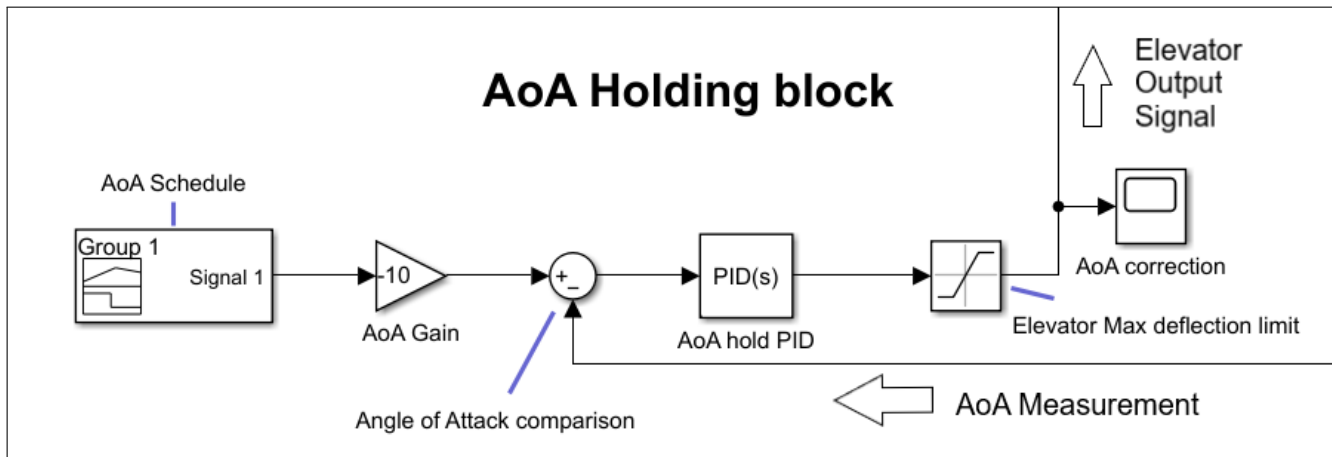 AoA Holding block
Elevator
Output
Signal
AoA Schedule
Group 1
Signal 1
-10
AoA Gain
+
−
PID(s)
AoA hold PID
AoA correction
Elevator Max deflection limit
Angle of Attack comparison
AoA Measurement